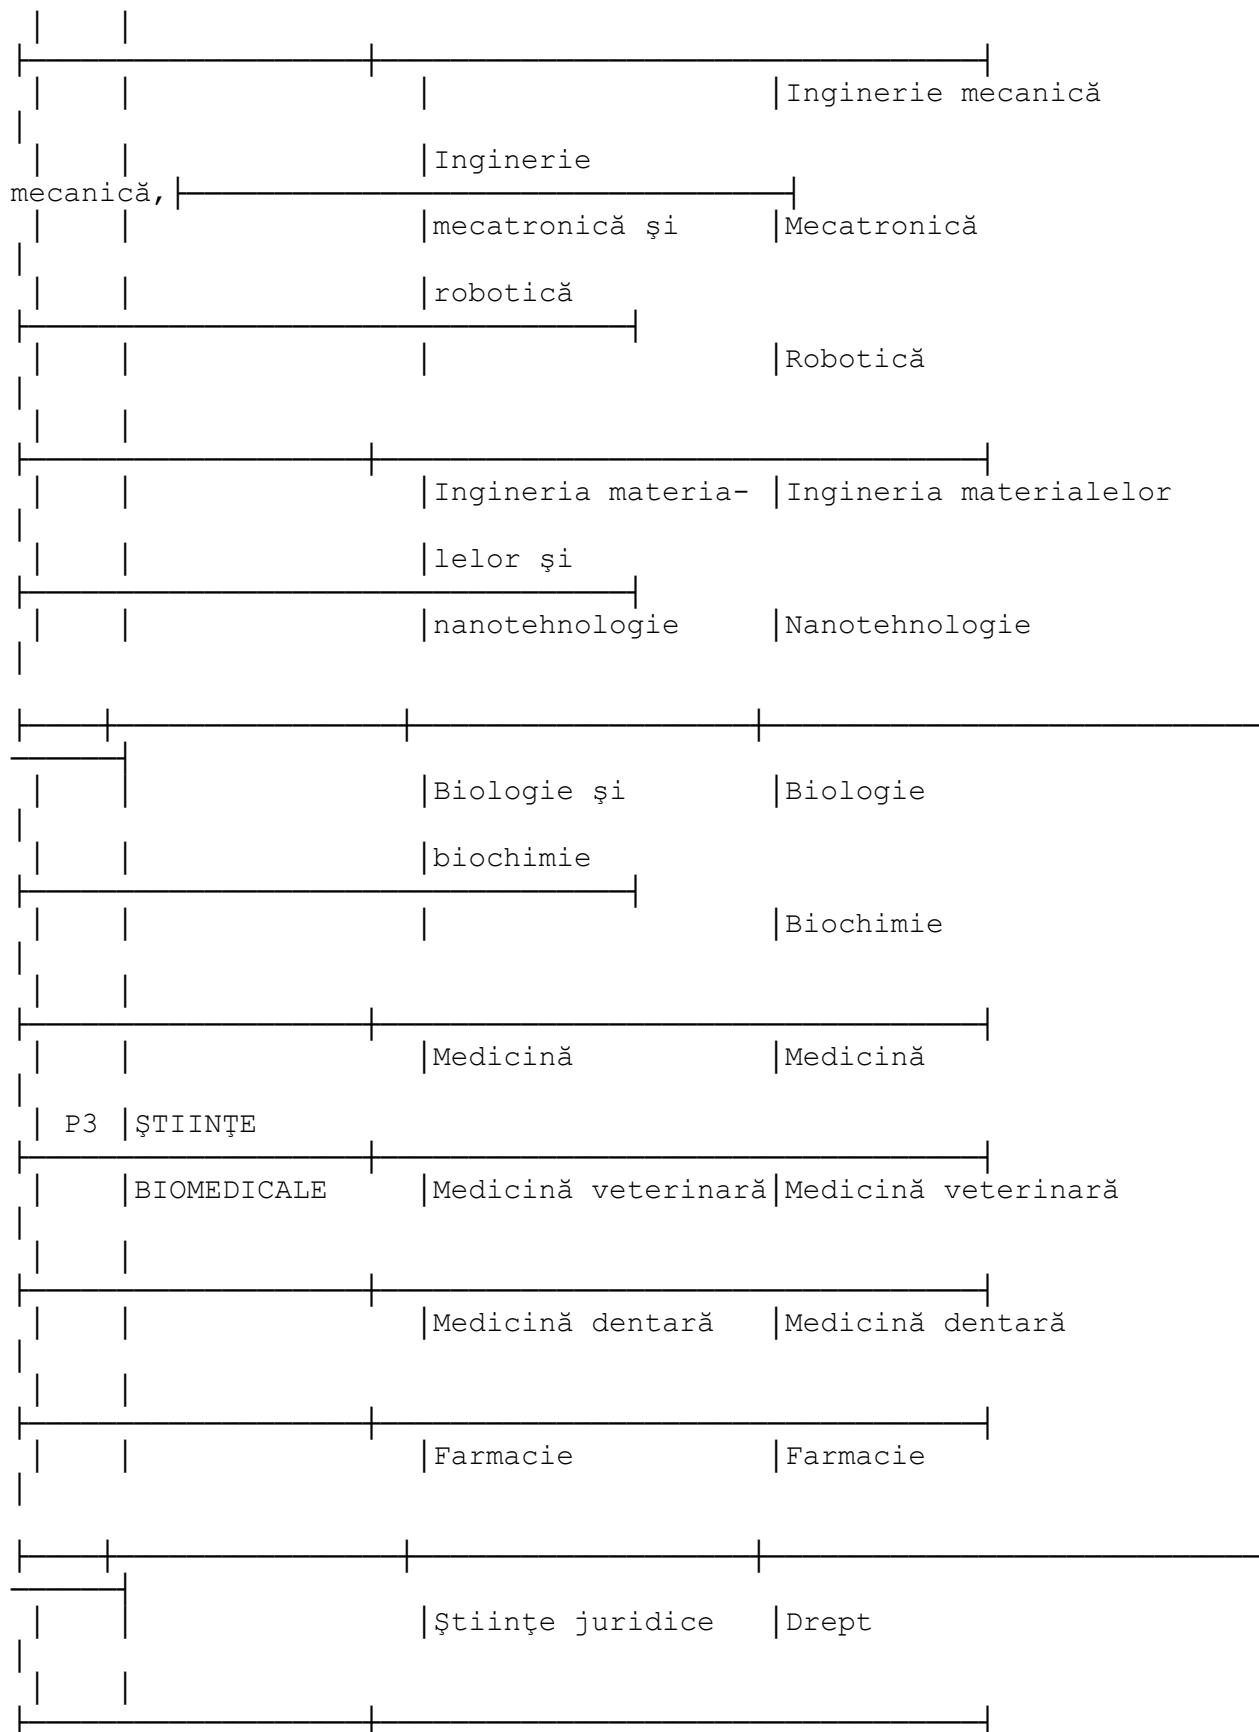 Inginerie mecanică
Inginerie
mecanică,
mecatronică şi Mecatronică
robotică
Robotică
Ingineria materia- Ingineria materialelor
lelor şi
nanotehnologie Nanotehnologie
Biologie şi Biologie
biochimie
Biochimie
Medicină Medicină
P3 ŞTIINŢE
BIOMEDICALE Medicină veterinară Medicină veterinară
Medicină dentară Medicină dentară
Farmacie Farmacie
Ştiinţe juridice Drept